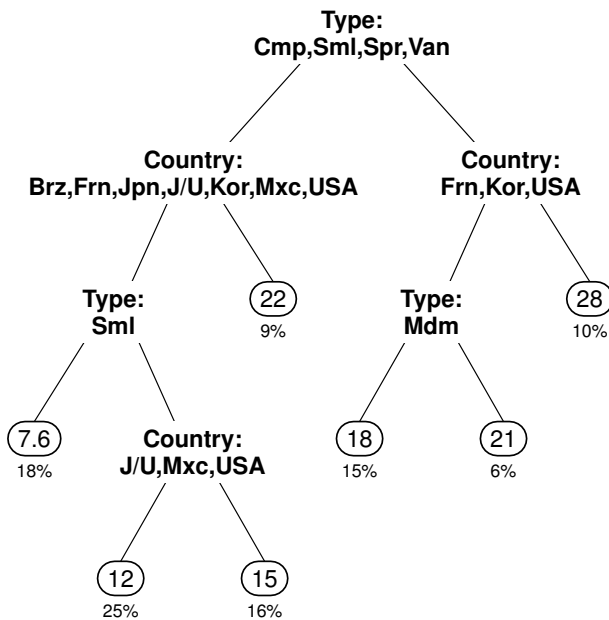 Type:
Cmp,Sml,Spr,Van
Country:
Brz,Frn,Jpn,J/U,Kor,Mxc,USA
Country:
Frn,Kor,USA
Type:
Sml
22
9%
Type:
Mdm
28
10%
7.6
18%
Country:
J/U,Mxc,USA
18
15%
21
6%
12
25%
15
16%